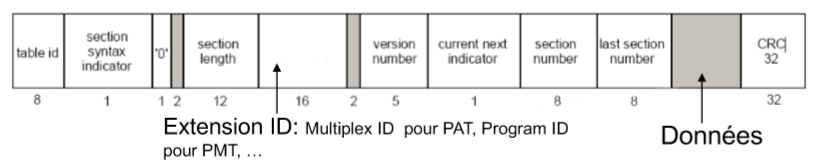 table id
section
syntax
indicator
'0'
section
length
version
number
current next
indicator
section
number
last section
number
CRC
32
8 1 1 2 12 16 2 5 1 8 8 32
Extension ID: Multiplex ID pour PAT, Program ID
pour PMT, ...
Données